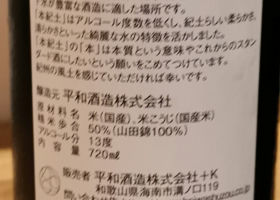 水が豊富な酒造に適した場所です。
「本紀土」はアルコール度数を低くし、紀土らしい柔らかさ、
清らかさといった綺麗な水の特徴を活かしました。
「本紀土」の「本」は本質という意味やこれからのスタン
ダード酒にしたいという願いをこめてつけています。
紀州の風土を感じていただければ幸いです。
醸造元 平和酒造株式会社
原材料名 米(国産)、米こうじ(国産米)
精米歩合 50%(山田錦100%)
アルコール分 13度
内容量 720㎖
販売者 平和酒造株式会社+K
和歌山県海南市溝ノ口119